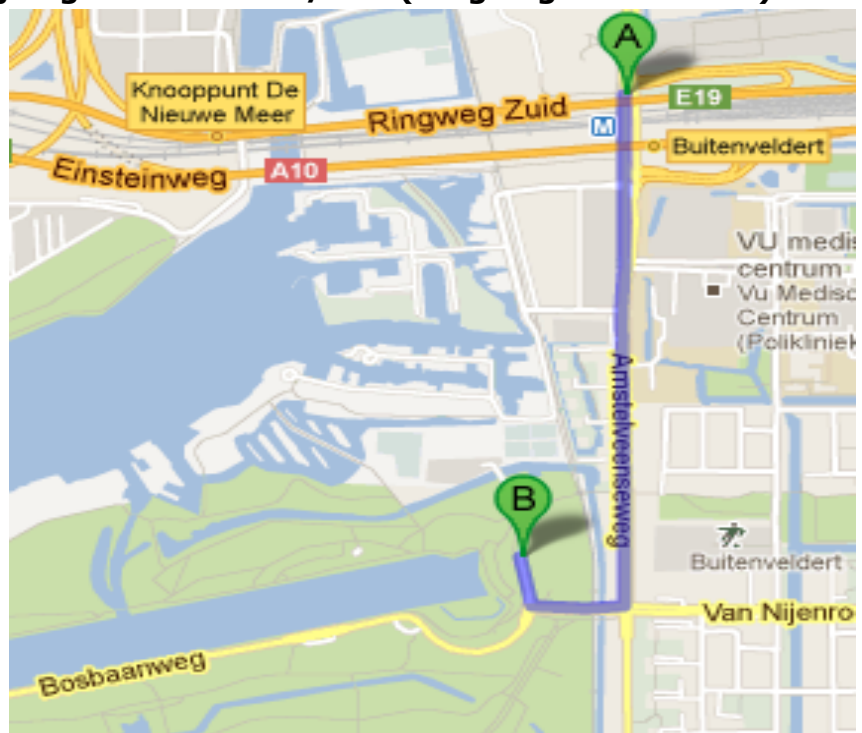 A
Knooppunt De
Nieuwe Meer
Ringweg Zuid
E19
M
Buitenveldert
Einsteinweg
A10
VU medis
centrum
Vu Medisc
Centrum
(Polikliniek
Amstelveenseweg
B
Buitenveldert
Van Nijenro
Bosbaanweg